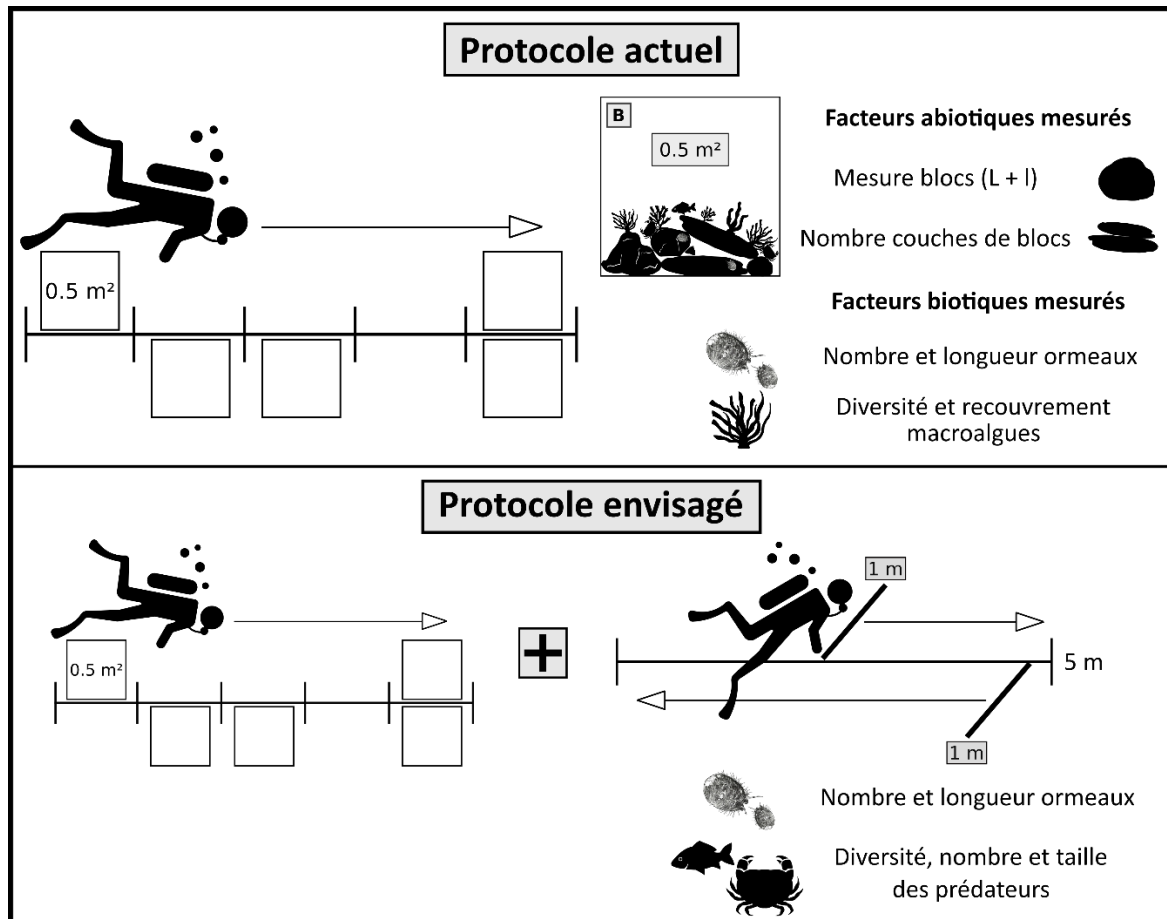 Protocole actuel
0.5 m²
B
0.5 m²
Facteurs abiotiques mesurés
Mesure blocs (L + l)
Nombre couches de blocs
Facteurs biotiques mesurés
Nombre et longueur ormeaux
Diversité et recouvrement
macroalgues
Protocole envisagé
0.5 m²
+
1 m
5 m
1 m
Nombre et longueur ormeaux
Diversité, nombre et taille
des prédateurs